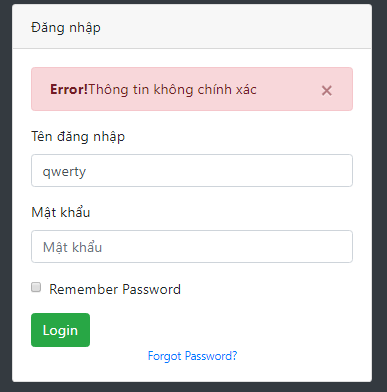 Đăng nhập
Error!Thông tin không chính xác ×
Tên đăng nhập
qwerty
Mật khẩu
Mật khẩu
Remember Password
Login
Forgot Password?